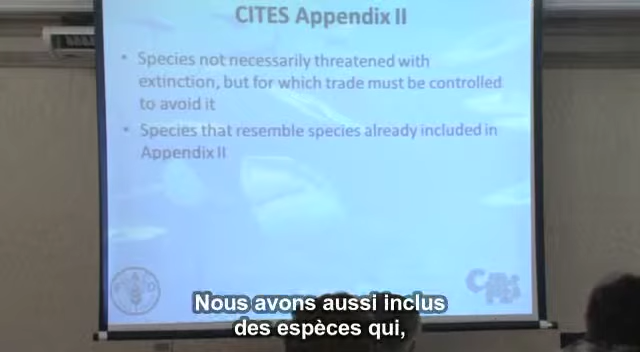 CITES Appendix II
• Species not necessarily threatened with
extinction, but for which trade must be controlled
to avoid it
• Species that resemble species already included in
Appendix II
Nous avons aussi inclus
des espèces qui,